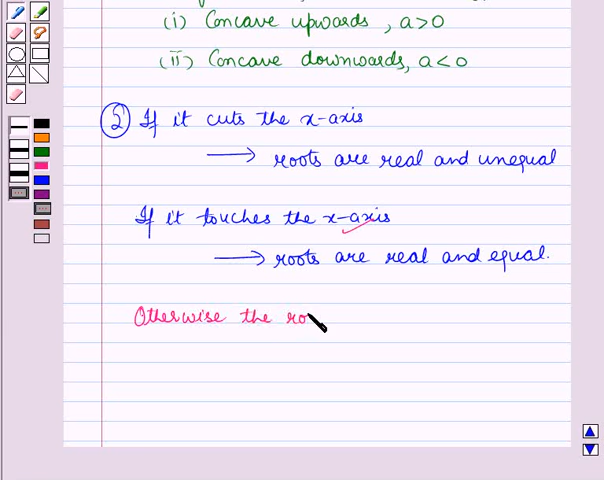 (i) Concave upwards, a>0
(ii) Concave downwards, a<0
② If it cuts the x-axis
⟶ roots are real and unequal
If it touches the x-axis
⟶ roots are real and equal.
Otherwise the ro